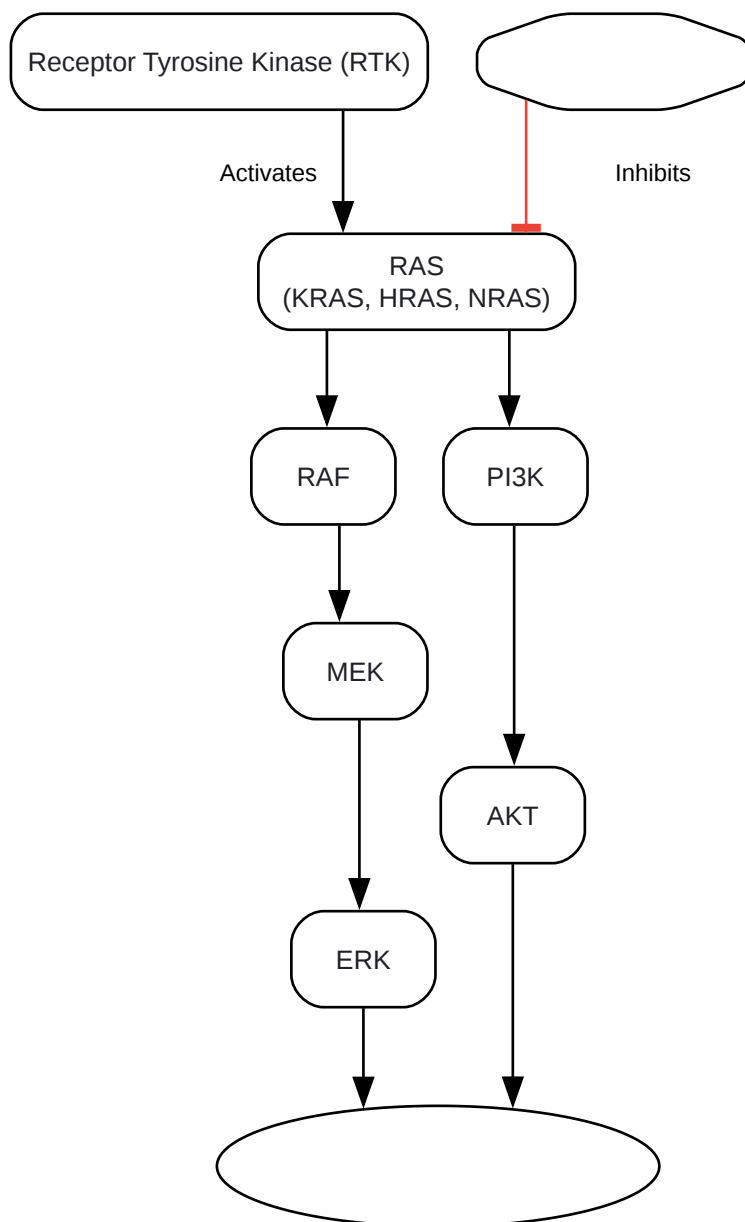 Receptor Tyrosine Kinase (RTK)
Activates
Inhibits
RAS
(KRAS, HRAS, NRAS)
RAF
PI3K
MEK
AKT
ERK